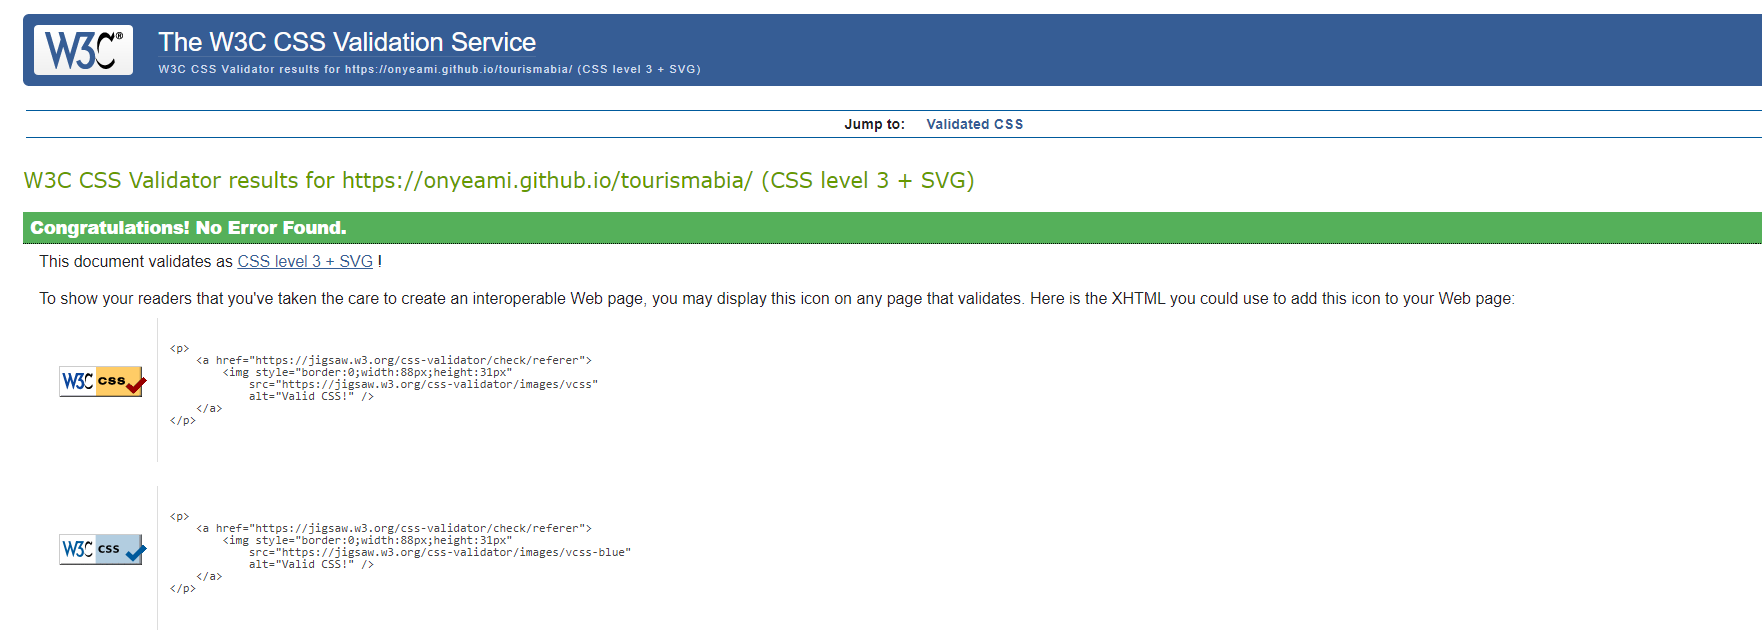 W3C®
The W3C CSS Validation Service
W3C CSS Validator results for https://onyeami.github.io/tourismabia/ (CSS level 3 + SVG)
Jump to: Validated CSS
W3C CSS Validator results for https://onyeami.github.io/tourismabia/ (CSS level 3 + SVG)
Congratulations! No Error Found.
This document validates as CSS level 3 + SVG !
To show your readers that you've taken the care to create an interoperable Web page, you may display this icon on any page that validates. Here is the XHTML you could use to add this icon to your Web page:
W3C css
<p>
    <a href="https://jigsaw.w3.org/css-validator/check/referer">
        <img style="border:0;width:88px;height:31px"
            src="https://jigsaw.w3.org/css-validator/images/vcss"
            alt="Valid CSS!" />
    </a>
</p>
W3C css
<p>
    <a href="https://jigsaw.w3.org/css-validator/check/referer">
        <img style="border:0;width:88px;height:31px"
            src="https://jigsaw.w3.org/css-validator/images/vcss-blue"
            alt="Valid CSS!" />
    </a>
</p>